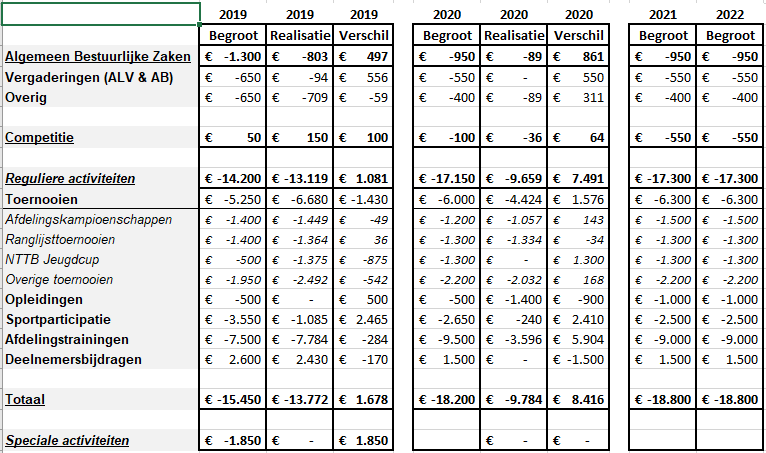 2019 2019 2019 2020 2020 2020 2021 2022
Begroot Realisatie Verschil Begroot Realisatie Verschil Begroot Begroot
Algemeen Bestuurlijke Zaken € -1.300 € -803 € 497 € -950 € -89 € 861 € -950 € -950
Vergaderingen (ALV & AB) € -650 € -94 € 556 € -550 € - € 550 € -550 € -550
Overig € -650 € -709 € -59 € -400 € -89 € 311 € -400 € -400
Competitie € 50 € 150 € 100 € -100 € -36 € 64 € -550 € -550
Reguliere activiteiten € -14.200 € -13.119 € 1.081 € -17.150 € -9.659 € 7.491 € -17.300 € -17.300
Toernooien € -5.250 € -6.680 € -1.430 € -6.000 € -4.424 € 1.576 € -6.300 € -6.300
Afdelingskampioenschappen € -1.400 € -1.449 € -49 € -1.200 € -1.057 € 143 € -1.500 € -1.500
Ranglijsttoernooien € -1.400 € -1.364 € 36 € -1.300 € -1.334 € -34 € -1.300 € -1.300
NTTB Jeugdcup € -500 € -1.375 € -875 € -1.300 € - € 1.300 € -1.300 € -1.300
Overige toernooien € -1.950 € -2.492 € -542 € -2.200 € -2.032 € 168 € -2.200 € -2.200
Opleidingen € -500 € - € 500 € -500 € -1.400 € -900 € -1.000 € -1.000
Sportparticipatie € -3.550 € -1.085 € 2.465 € -2.650 € -240 € 2.410 € -2.500 € -2.500
Afdelingstrainingen € -7.500 € -7.784 € -284 € -9.500 € -3.596 € 5.904 € -9.000 € -9.000
Deelnemersbijdragen € 2.600 € 2.430 € -170 € 1.500 € - € -1.500 € 1.500 € 1.500
Totaal € -15.450 € -13.772 € 1.678 € -18.200 € -9.784 € 8.416 € -18.800 € -18.800
Speciale activiteiten € -1.850 € - € 1.850 € - € -